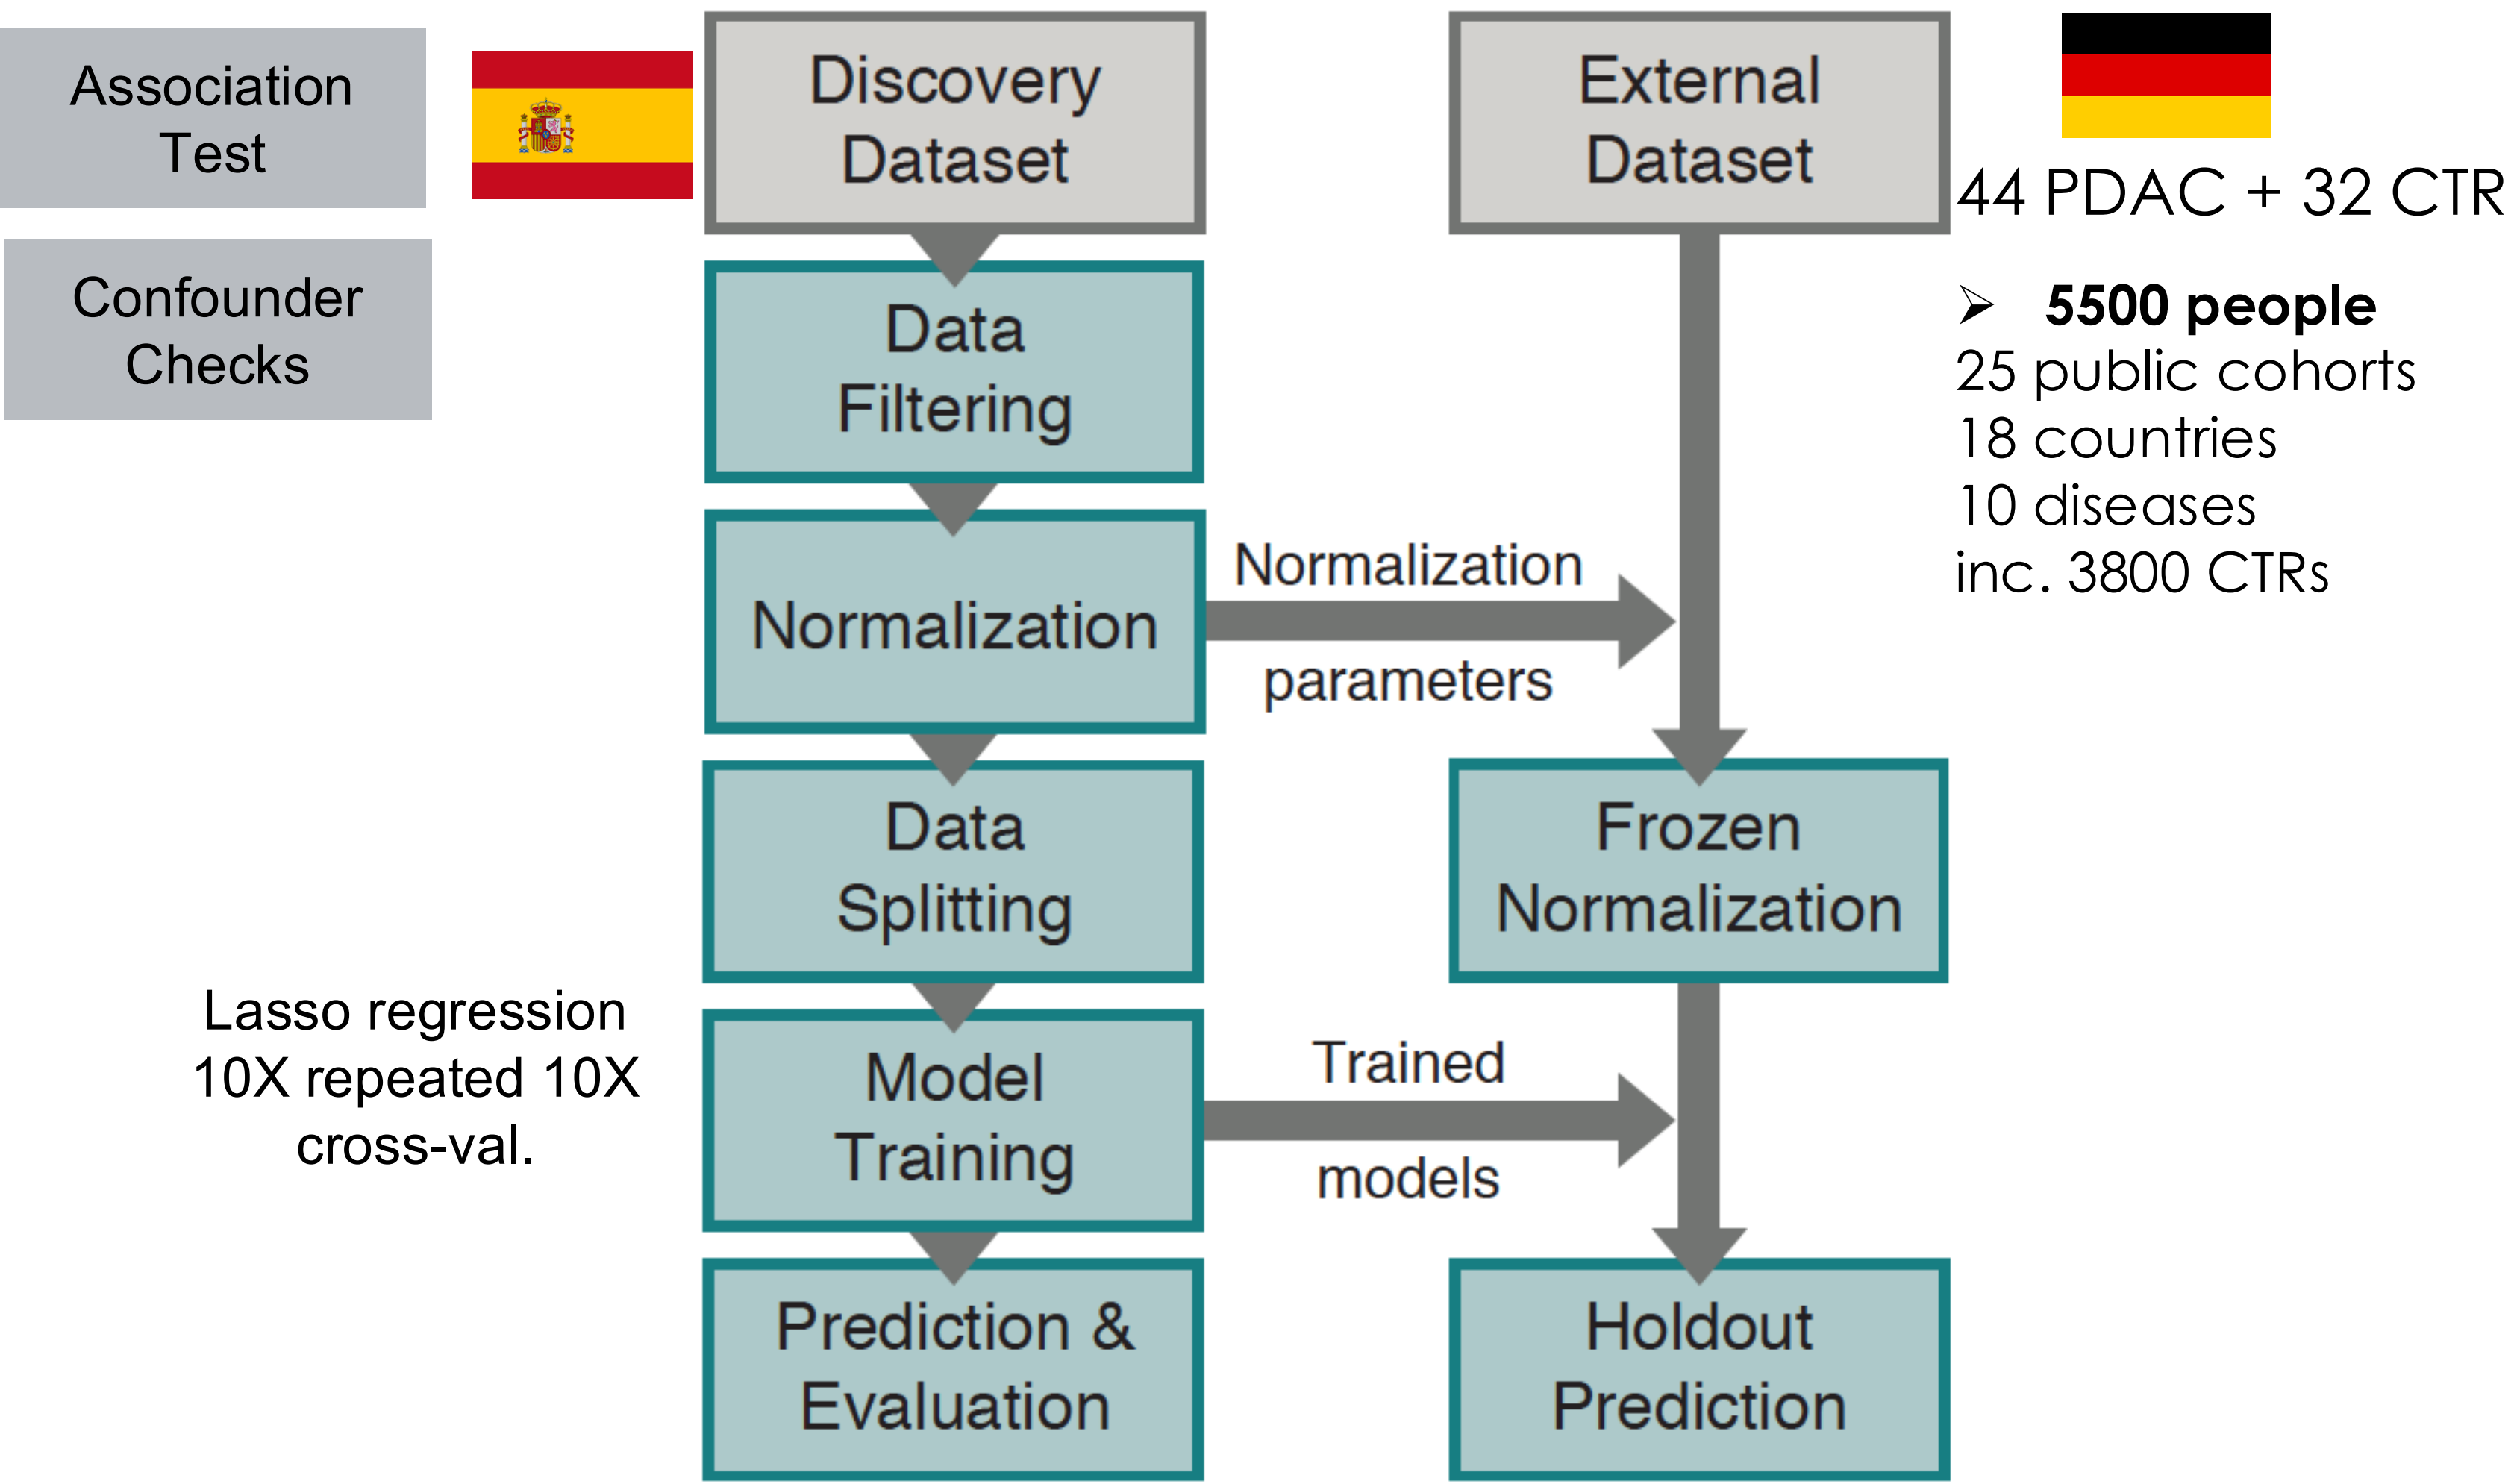 Association
Test
Confounder
Checks
Discovery
Dataset
Data
Filtering
Normalization
Data
Splitting
Lasso regression
10X repeated 10X
cross-val.
Model
Training
Prediction &
Evaluation
Normalization
parameters
Trained
models
External
Dataset
Frozen
Normalization
Holdout
Prediction
44 PDAC + 32 CTR
➢ 5500 people
25 public cohorts
18 countries
10 diseases
inc. 3800 CTRs